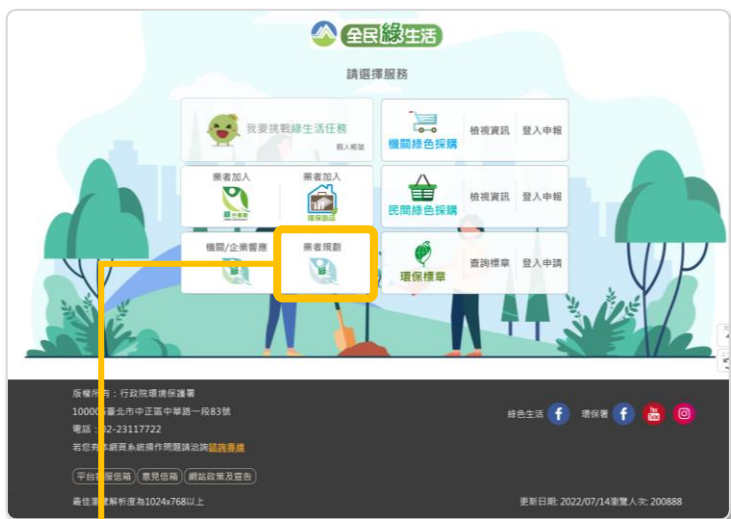 全民綠生活
請選擇服務
我要挑戰綠生活任務
個人帳號
機關綠色採購
檢視資訊 登入申報
業者加入
業者加入
環保旅店
民間綠色採購
檢視資訊 登入申報
機關/企業響應
業者規劃
環保標章
查詢標章 登入申請
版權所有：行政院環境保護署
臺北市中正區中華路一段83號
電話：02-23117722
若您有本網頁系統操作問題請洽詢諮詢專線
綠色生活
環保署
平台客服信箱 意見信箱 網站政策及宣告
最佳瀏覽解析度為1024x768以上
更新日期: 2022/07/14瀏覽人次: 200888